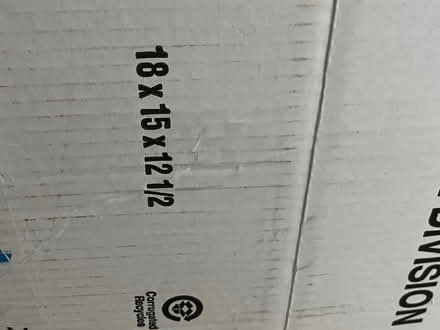 18 x 15 x 12 1/2
DIVISION
Corrugated
Recycles